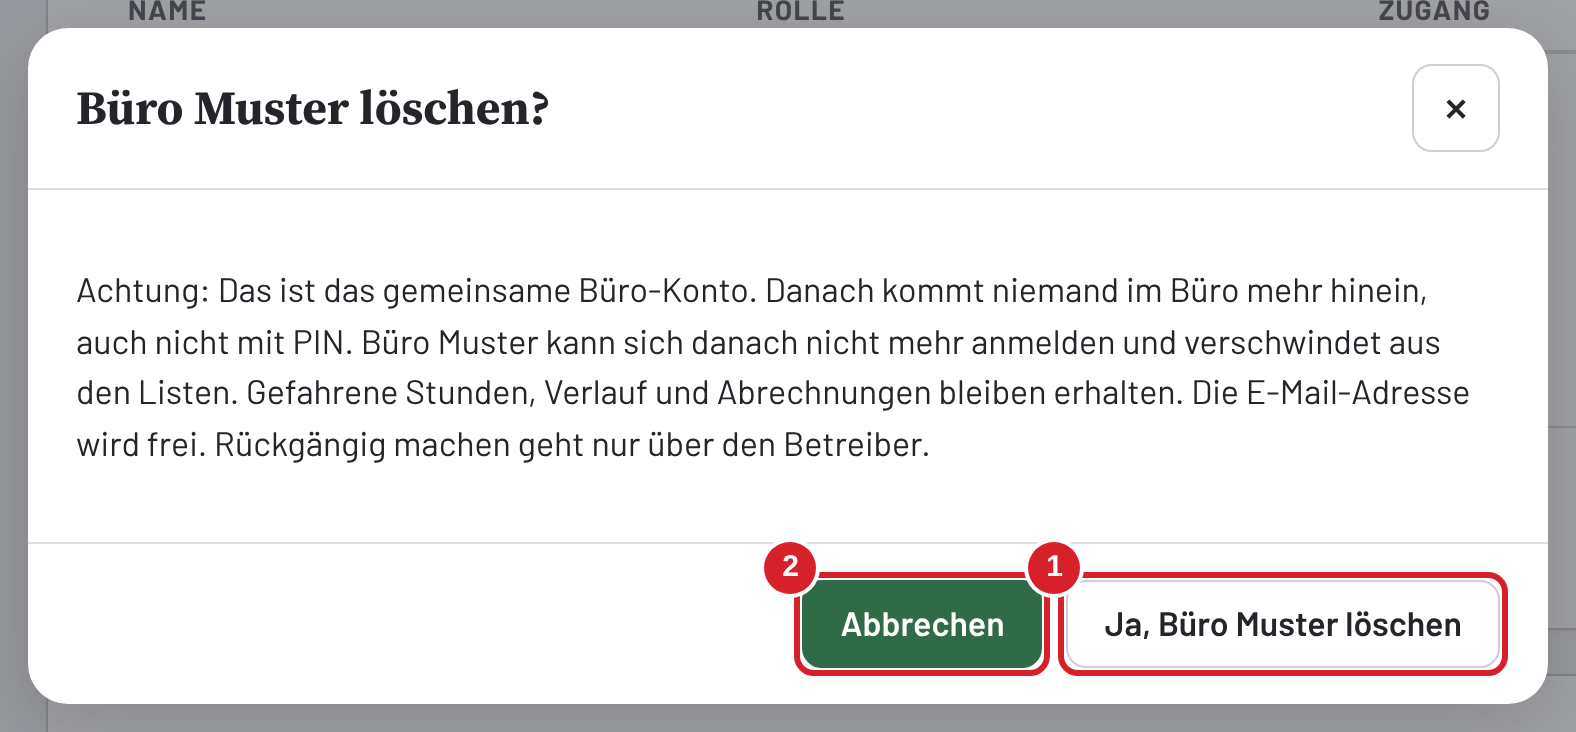 NAME ROLLE ZUGANG
Büro Muster löschen?
×
Achtung: Das ist das gemeinsame Büro-Konto. Danach kommt niemand im Büro mehr hinein,
auch nicht mit PIN. Büro Muster kann sich danach nicht mehr anmelden und verschwindet aus
den Listen. Gefahrene Stunden, Verlauf und Abrechnungen bleiben erhalten. Die E-Mail-Adresse
wird frei. Rückgängig machen geht nur über den Betreiber.
2 1
Abbrechen Ja, Büro Muster löschen